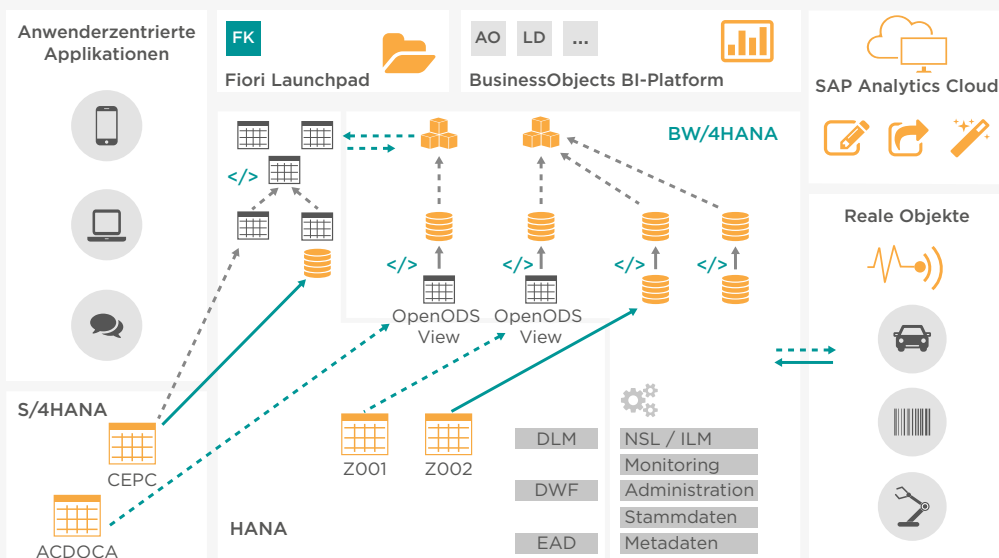 Anwenderzentrierte
Applikationen
FK
Fiori Launchpad
AO
LD
...
BusinessObjects BI-Platform
SAP Analytics Cloud
BW/4HANA
</>
</>
</>
</>
</>
OpenODS
View
OpenODS
View
Reale Objekte
S/4HANA
CEPC
ACDOCA
Z001
Z002
HANA
DLM
DWF
EAD
NSL / ILM
Monitoring
Administration
Stammdaten
Metadaten